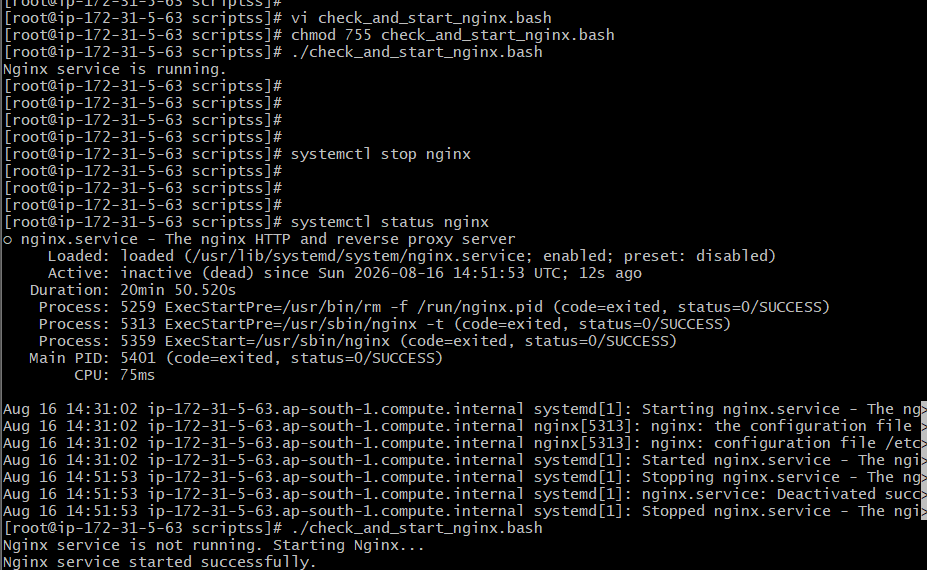 [root@ip-172-31-5-63 scriptss]#
[root@ip-172-31-5-63 scriptss]# vi check_and_start_nginx.bash
[root@ip-172-31-5-63 scriptss]# chmod 755 check_and_start_nginx.bash
[root@ip-172-31-5-63 scriptss]# ./check_and_start_nginx.bash
Nginx service is running.
[root@ip-172-31-5-63 scriptss]#
[root@ip-172-31-5-63 scriptss]#
[root@ip-172-31-5-63 scriptss]#
[root@ip-172-31-5-63 scriptss]#
[root@ip-172-31-5-63 scriptss]# systemctl stop nginx
[root@ip-172-31-5-63 scriptss]#
[root@ip-172-31-5-63 scriptss]#
[root@ip-172-31-5-63 scriptss]#
[root@ip-172-31-5-63 scriptss]# systemctl status nginx
○ nginx.service - The nginx HTTP and reverse proxy server
Loaded: loaded (/usr/lib/systemd/system/nginx.service; enabled; preset: disabled)
Active: inactive (dead) since Sun 2026-08-16 14:51:53 UTC; 12s ago
Duration: 20min 50.520s
Process: 5259 ExecStartPre=/usr/bin/rm -f /run/nginx.pid (code=exited, status=0/SUCCESS)
Process: 5313 ExecStartPre=/usr/sbin/nginx -t (code=exited, status=0/SUCCESS)
Process: 5359 ExecStart=/usr/sbin/nginx (code=exited, status=0/SUCCESS)
Main PID: 5401 (code=exited, status=0/SUCCESS)
CPU: 75ms
Aug 16 14:31:02 ip-172-31-5-63.ap-south-1.compute.internal systemd[1]: Starting nginx.service - The ng>
Aug 16 14:31:02 ip-172-31-5-63.ap-south-1.compute.internal nginx[5313]: nginx: the configuration file >
Aug 16 14:31:02 ip-172-31-5-63.ap-south-1.compute.internal nginx[5313]: nginx: configuration file /etc>
Aug 16 14:31:02 ip-172-31-5-63.ap-south-1.compute.internal systemd[1]: Started nginx.service - The ngi>
Aug 16 14:51:53 ip-172-31-5-63.ap-south-1.compute.internal systemd[1]: Stopping nginx.service - The ng>
Aug 16 14:51:53 ip-172-31-5-63.ap-south-1.compute.internal systemd[1]: nginx.service: Deactivated succ>
Aug 16 14:51:53 ip-172-31-5-63.ap-south-1.compute.internal systemd[1]: Stopped nginx.service - The ngi>
[root@ip-172-31-5-63 scriptss]# ./check_and_start_nginx.bash
Nginx service is not running. Starting Nginx...
Nginx service started successfully.